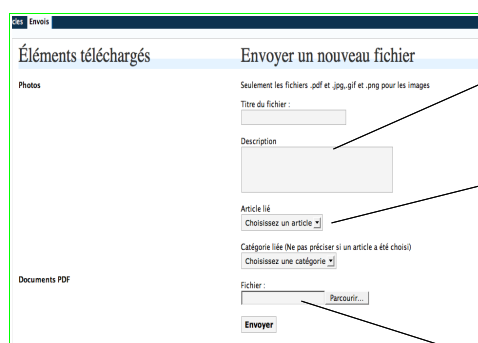 cles Envois
Éléments téléchargés
Photos
Documents PDF
Envoyer un nouveau fichier
Seulement les fichiers .pdf et .jpg,.gif et .png pour les images
Titre du fichier :
Description
Article lié
Choisissez un article
Catégorie liée (Ne pas préciser si un article a été choisi)
Choisissez une catégorie
Fichier :
Parcourir...
Envoyer